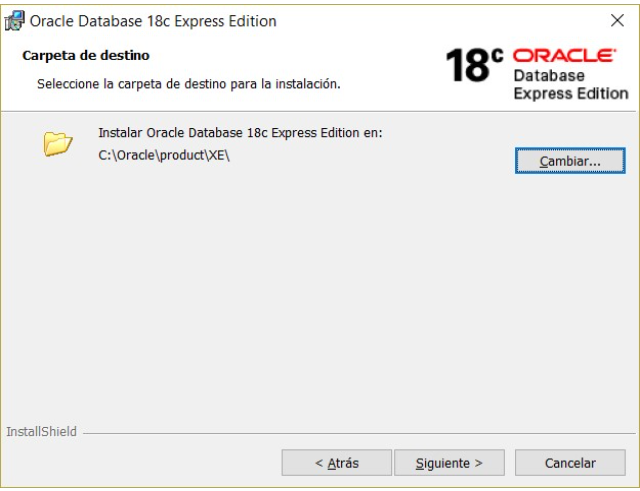 Oracle Database 18c Express Edition
Carpeta de destino
Seleccione la carpeta de destino para la instalación.
18c ORACLE
Database
Express Edition
Instalar Oracle Database 18c Express Edition en:
C:\Oracle\product\XE\
Cambiar...
InstallShield
< Atrás
Siguiente >
Cancelar